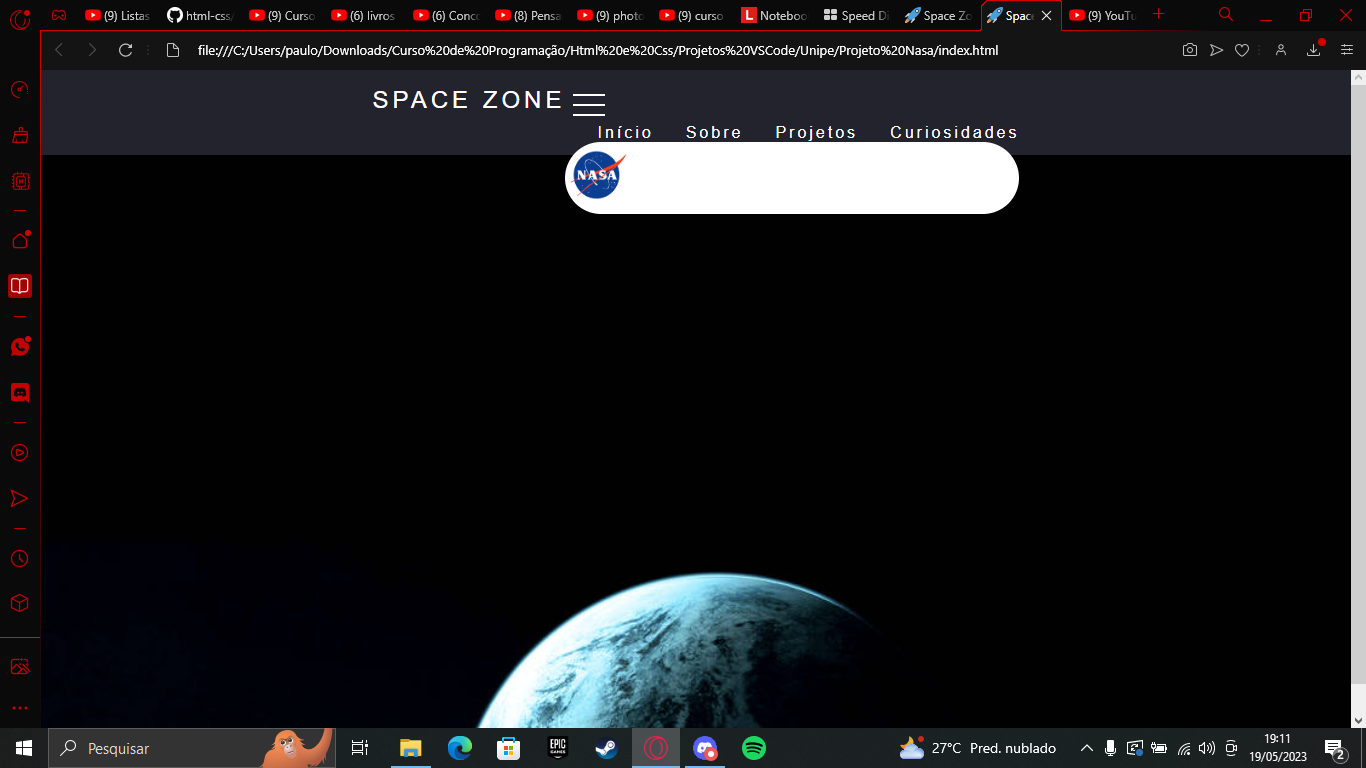 (9) Listas
html-css/
(9) Curso
(6) livros
(6) Conc
(8) Pensa
(9) photo
(9) curso
L Noteboo
Speed Di
Space Zo
Space
(9) YouTu
file:///C:/Users/paulo/Downloads/Curso%20de%20Programação/Html%20e%20Css/Projetos%20VSCode/Unipe/Projeto%20Nasa/index.html
SPACE ZONE
Início Sobre Projetos Curiosidades
NASA
Pesquisar
EPIC GAMES
27°C Pred. nublado
19:11
19/05/2023
2